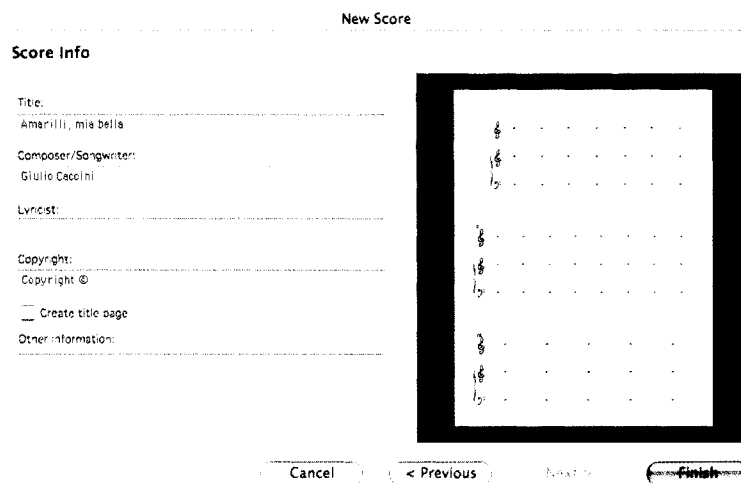 New Score
Score Info
Title:
Amarilli, mia bella
Composer/Songwriter:
Giulio Caccini
Lyricist:
Copyright:
Copyright ©
Create title page
Other information:
Cancel
< Previous
Next >
Finish